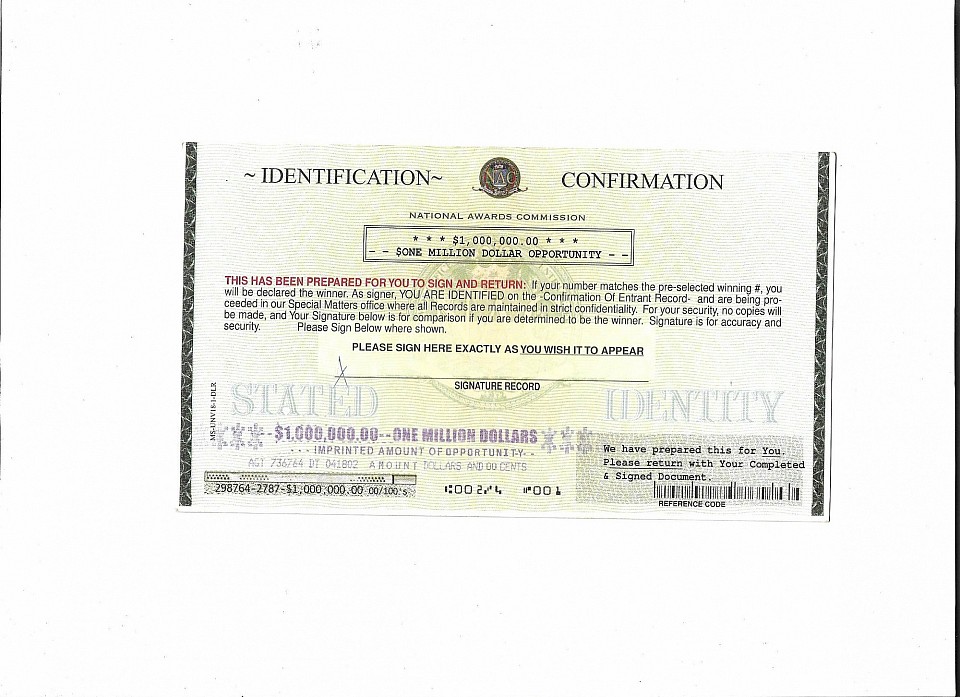 ~ IDENTIFICATION~ NAC CONFIRMATION
NATIONAL AWARDS COMMISSION
* * * $1,000,000.00 * * *
- - $ONE MILLION DOLLAR OPPORTUNITY - -
THIS HAS BEEN PREPARED FOR YOU TO SIGN AND RETURN: If your number matches the pre-selected winning #, you
will be declared the winner. As signer, YOU ARE IDENTIFIED on the -Confirmation Of Entrant Record- and are being pro-
ceeded in our Special Matters office where all Records are maintained in strict confidentiality. For your security, no copies will
be made, and Your Signature below is for comparison if you are determined to be the winner. Signature is for accuracy and
security. Please Sign Below where shown.
PLEASE SIGN HERE EXACTLY AS YOU WISH IT TO APPEAR
X
SIGNATURE RECORD
STATED IDENTITY
$1,000,000.00--ONE MILLION DOLLARS
- - - IMPRINTED AMOUNT OF OPPORTUNITY - -
AGT 736764 DT 041802 AMOUNT DOLLARS AND 00 CENTS
298764-2787-$1,000,000.00 00/100's
We have prepared this for You.
Please return with Your Completed
& Signed Document.
REFERENCE CODE